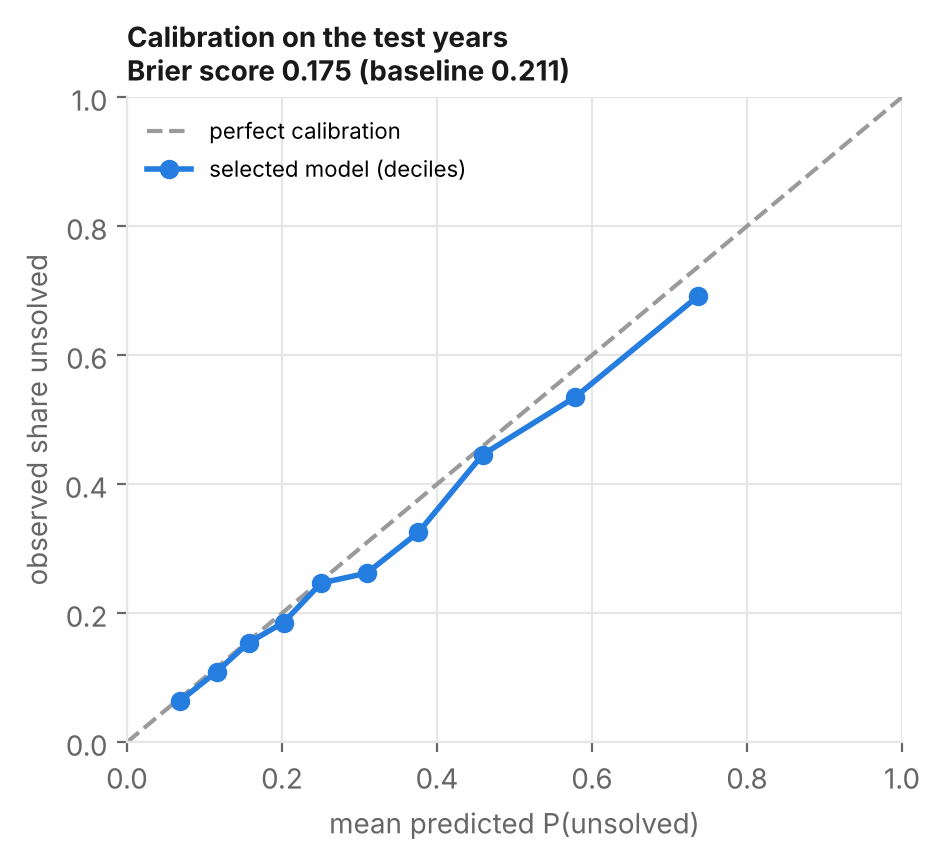 Calibration on the test years
Brier score 0.175 (baseline 0.211)
perfect calibration
selected model (deciles)
1.0
0.8
0.6
0.4
0.2
0.0
observed share unsolved
0.0 0.2 0.4 0.6 0.8 1.0
mean predicted P(unsolved)